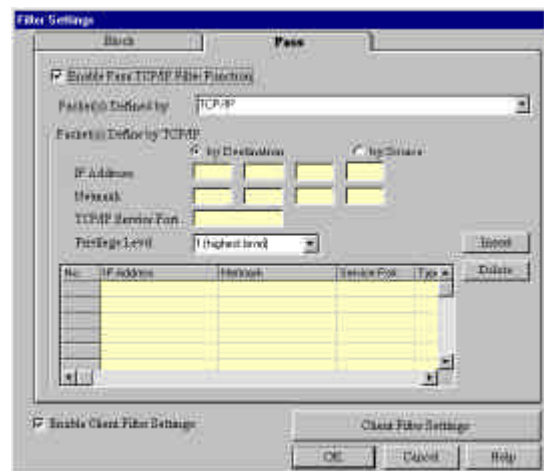 Filter Settings
Block Pass
Enable Pass TCP/IP Filter Function
Packet(s) Defined by TCP/IP
Packet(s) Define by TCP/IP
by Destination by Source
IP Address
Netmask
TCP/IP Service Port
Privilege Level 1 (highest level) Insert
No. IP Address Netmask Service Port Type Delete
Enable Client Filter Settings Client Filter Settings
OK Cancel Help